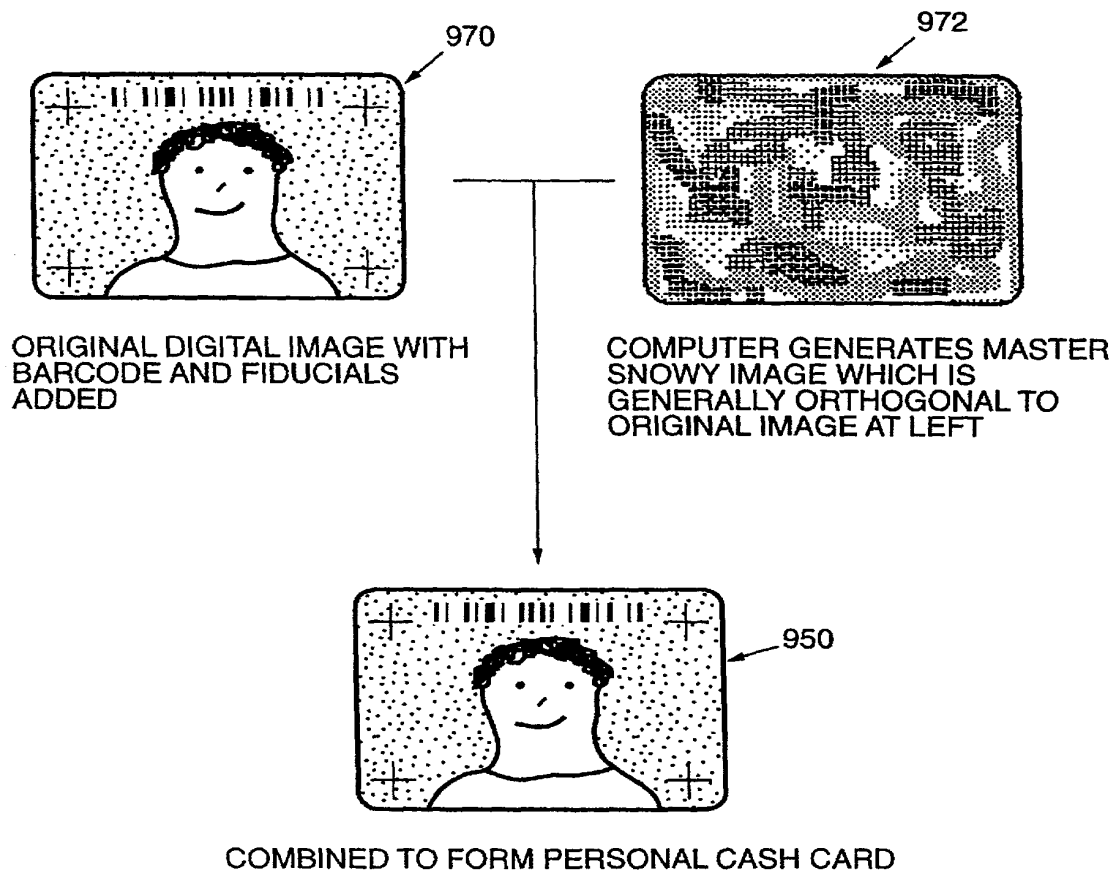 970
972
ORIGINAL DIGITAL IMAGE WITH
BARCODE AND FIDUCIALS
ADDED
COMPUTER GENERATES MASTER
SNOWY IMAGE WHICH IS
GENERALLY ORTHOGONAL TO
ORIGINAL IMAGE AT LEFT
950
COMBINED TO FORM PERSONAL CASH CARD